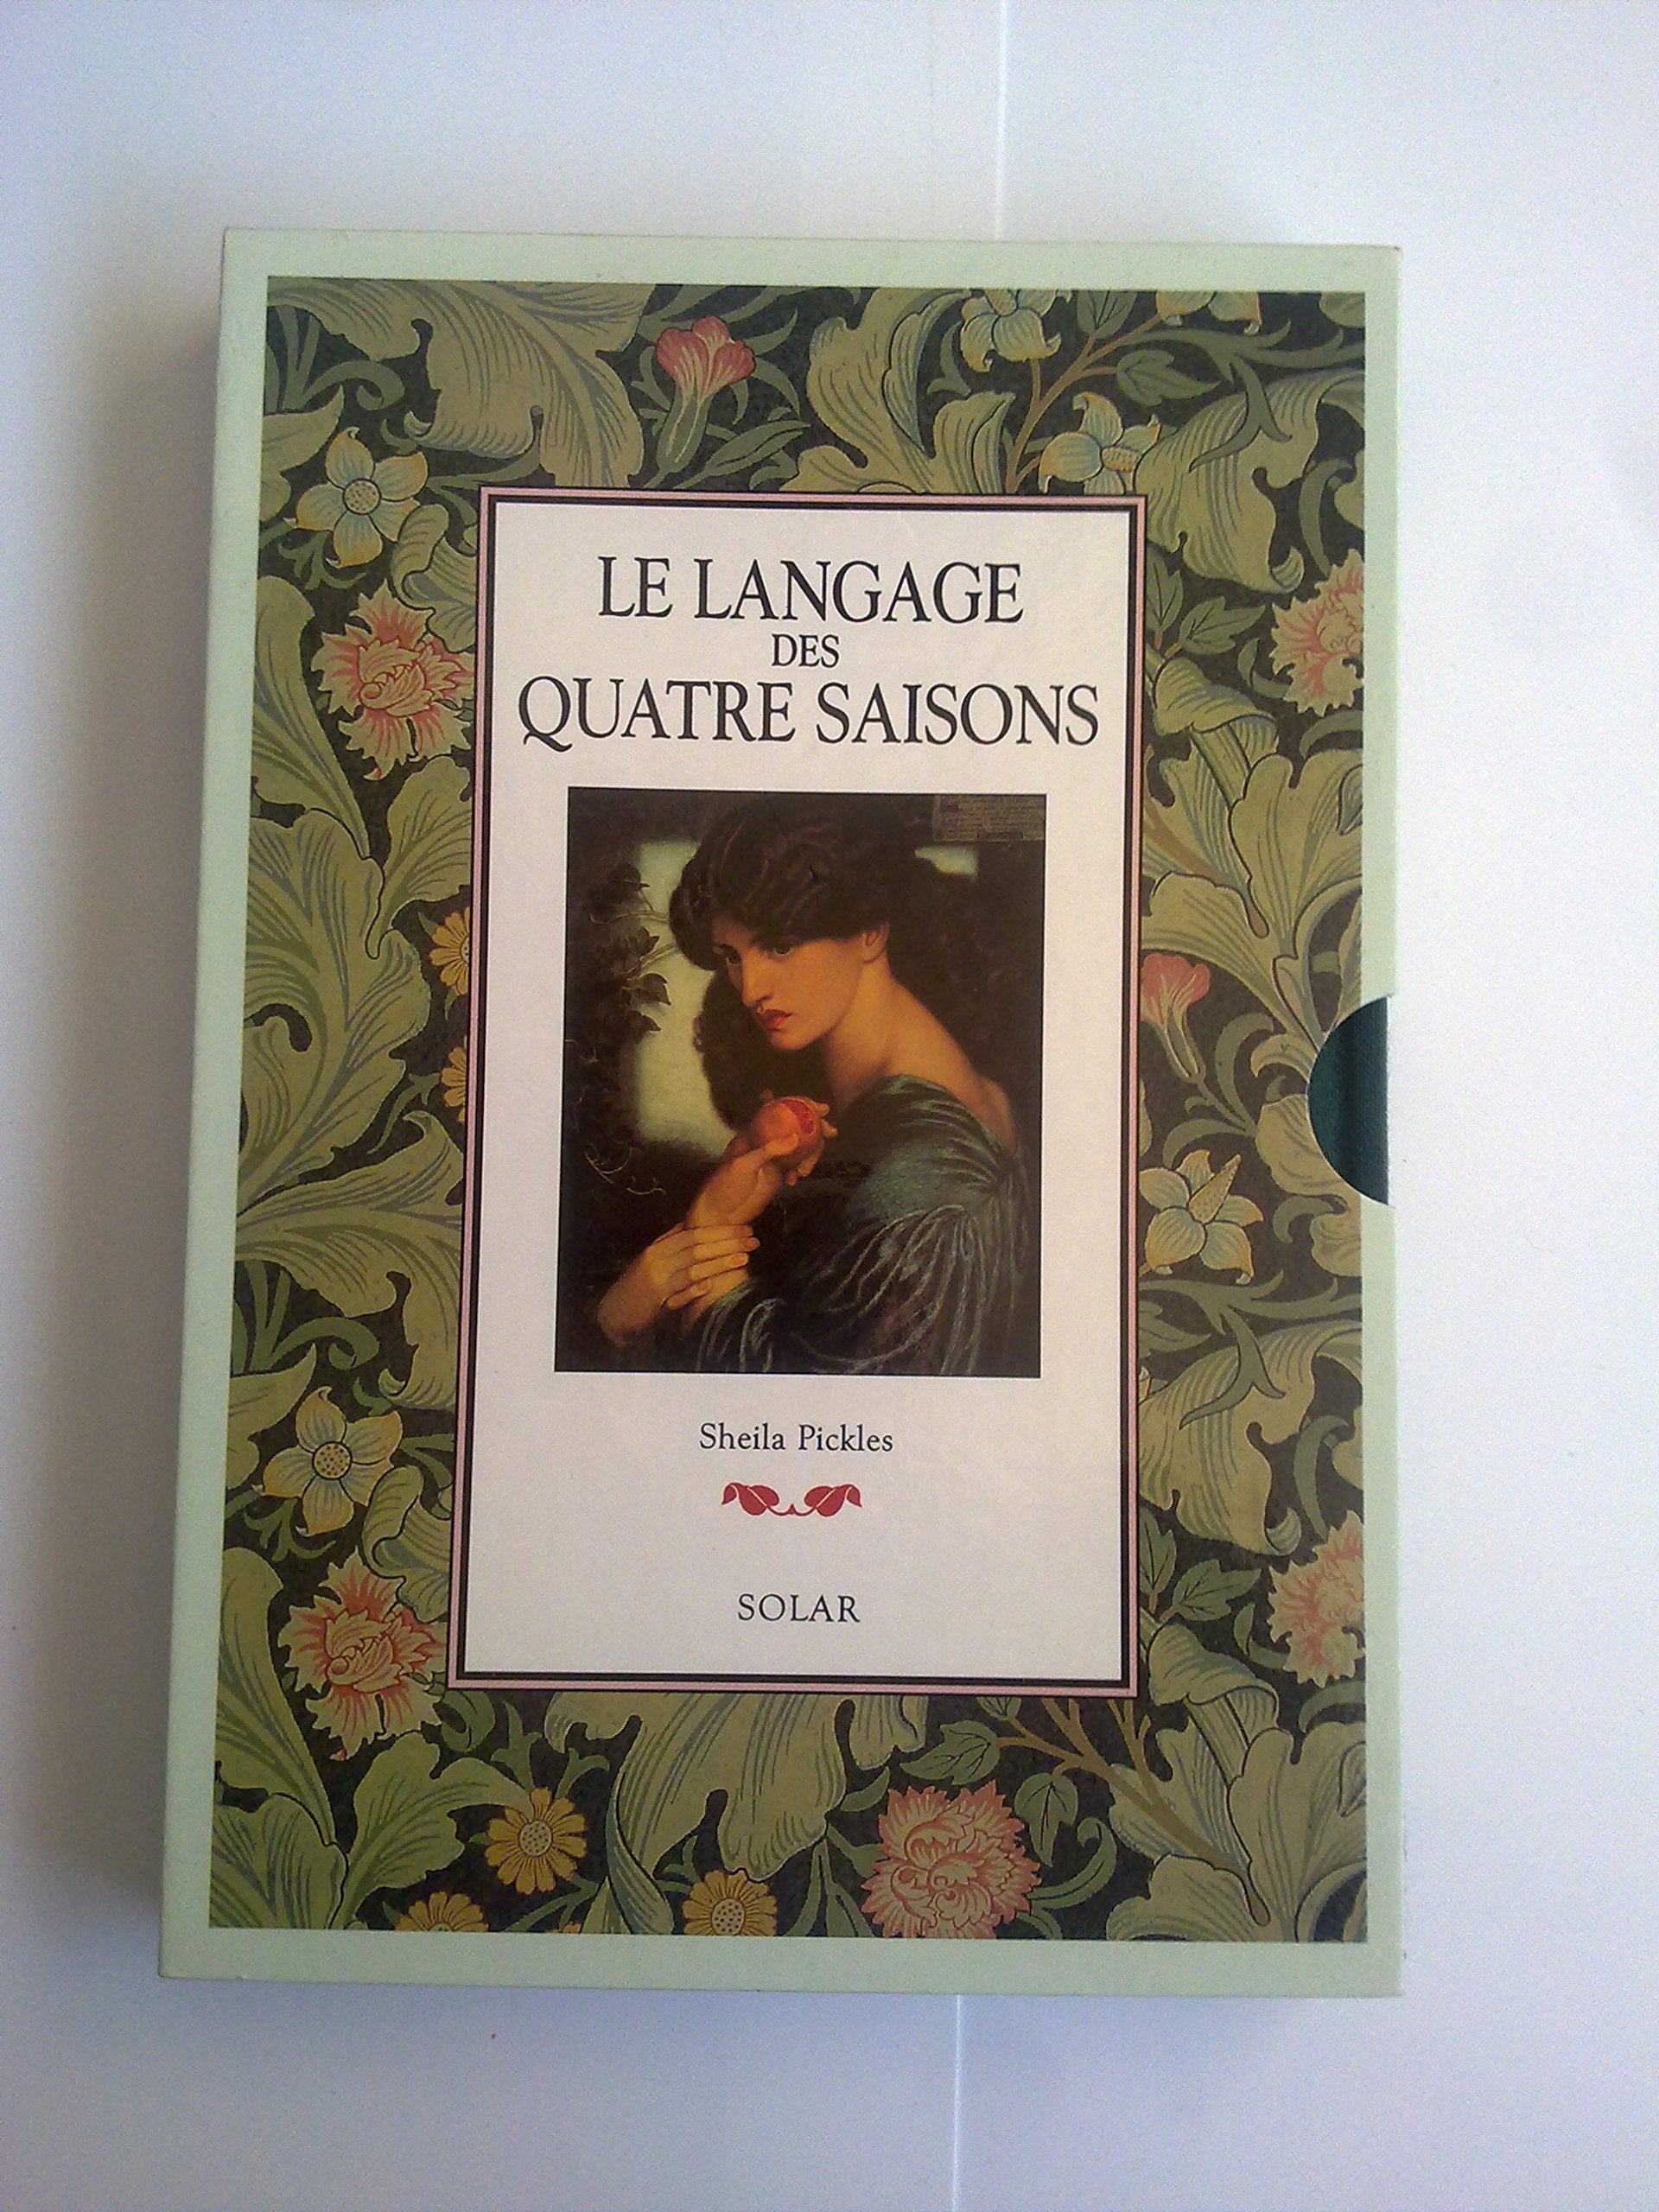 LE LANGAGE
DES
QUATRE SAISONS
Sheila Pickles
SOLAR